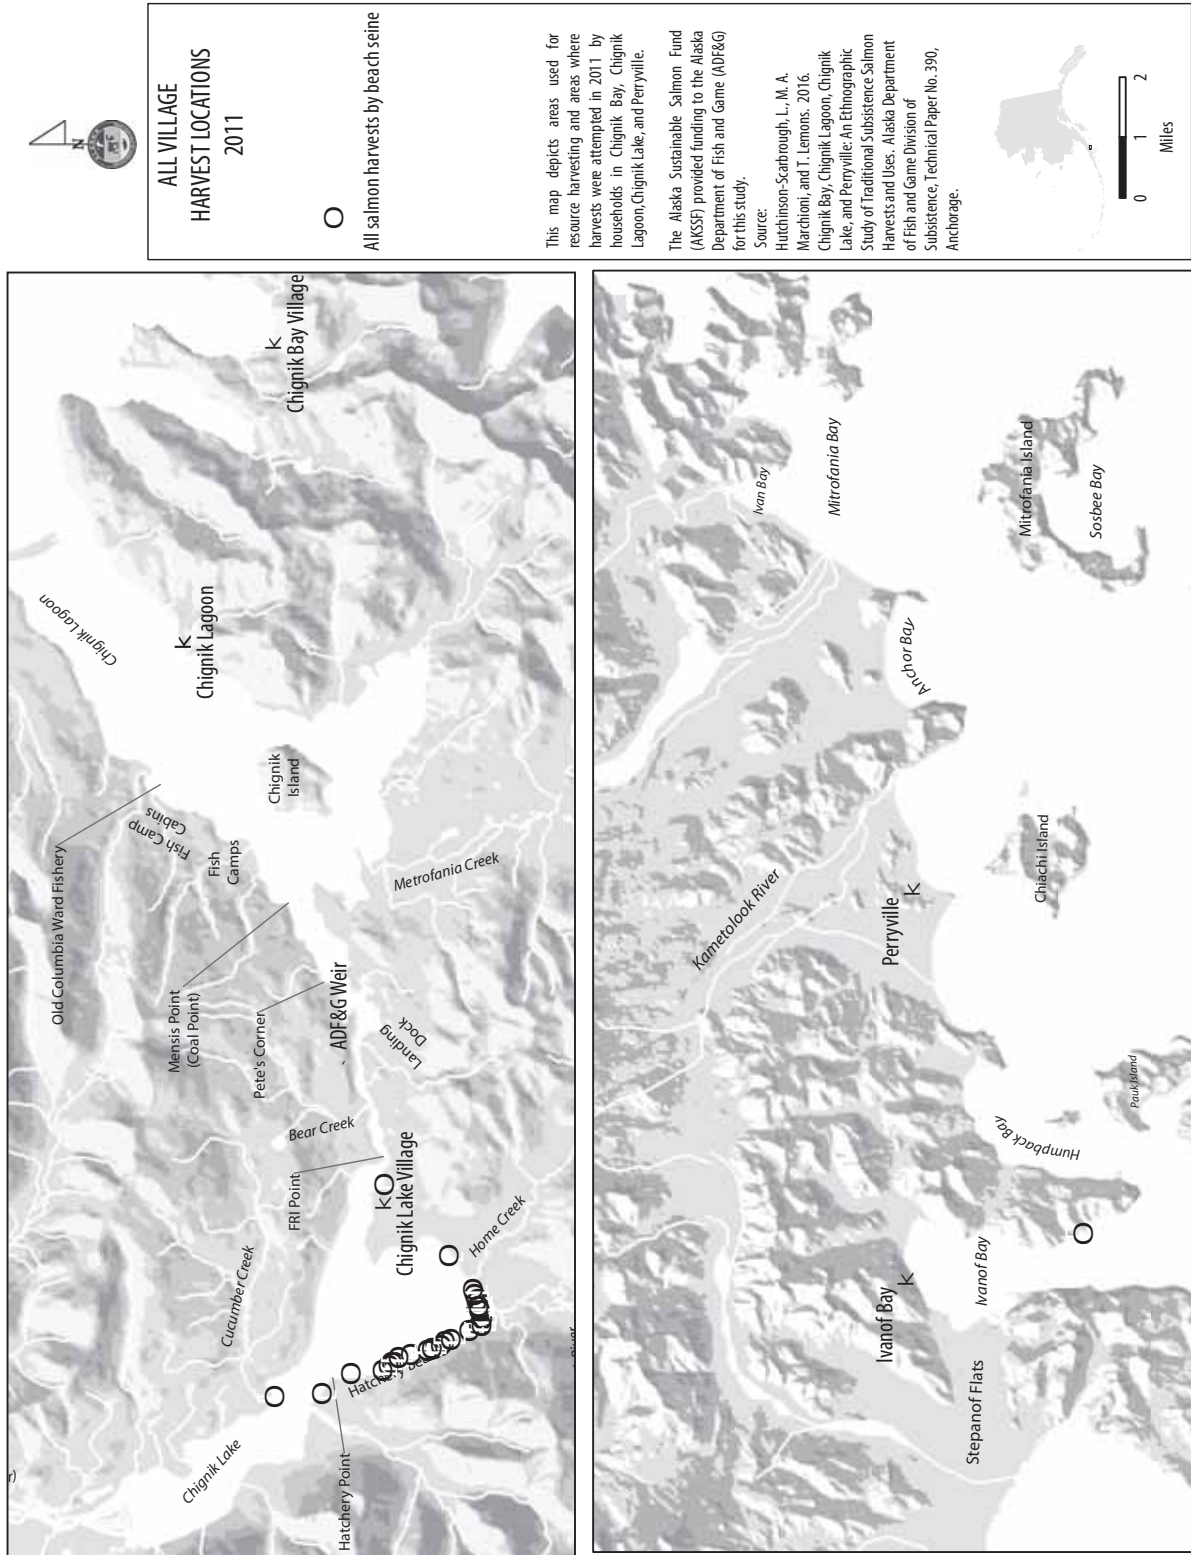 N
ALL VILLAGE
HARVEST LOCATIONS
2011
O
All salmon harvests by beach seine
This map depicts areas used for
resource harvesting and areas where
harvests were attempted in 2011 by
households in Chignik Bay, Chignik
Lagoon,Chignik Lake, and Perryville.
The Alaska Sustainable Salmon Fund
(AKSSF) provided funding to the Alaska
Department of Fish and Game (ADF&G)
for this study.
Source:
Hutchinson-Scarbrough, L., M. A.
Marchioni, and T. Lemons. 2016.
Chignik Bay, Chignik Lagoon, Chignik
Lake, and Perryville: An Ethnographic
Study of Traditional Subsistence Salmon
Harvests and Uses. Alaska Department
of Fish and Game Division of
Subsistence, Technical Paper No. 390,
Anchorage.
0 1 2
Miles
Chignik Lagoon
Old Columbia Ward Fishery
Fish Camp
Cabins
Fish
Camps
Mensis Point
(Coal Point)
Pete's Corner
ADF&G Weir
Landing
Dock
Bear Creek
FRI Point
Cucumber Creek
k
Chignik Lagoon
k
Chignik Bay Village
Chignik
Island
Metrofania Creek
k
Chignik Lake Village
Home Creek
Hatchery
Hatchery Point
Chignik Lake
r)
Kametolook River
Ivan Bay
Mitrofania Bay
Mitrofania Island
Sosbee Bay
Anchor Bay
Perryville
k
Chiachi Island
Pauk Island
Humpback Bay
Ivanof Bay
k
Ivanof Bay
Stepanof Flats